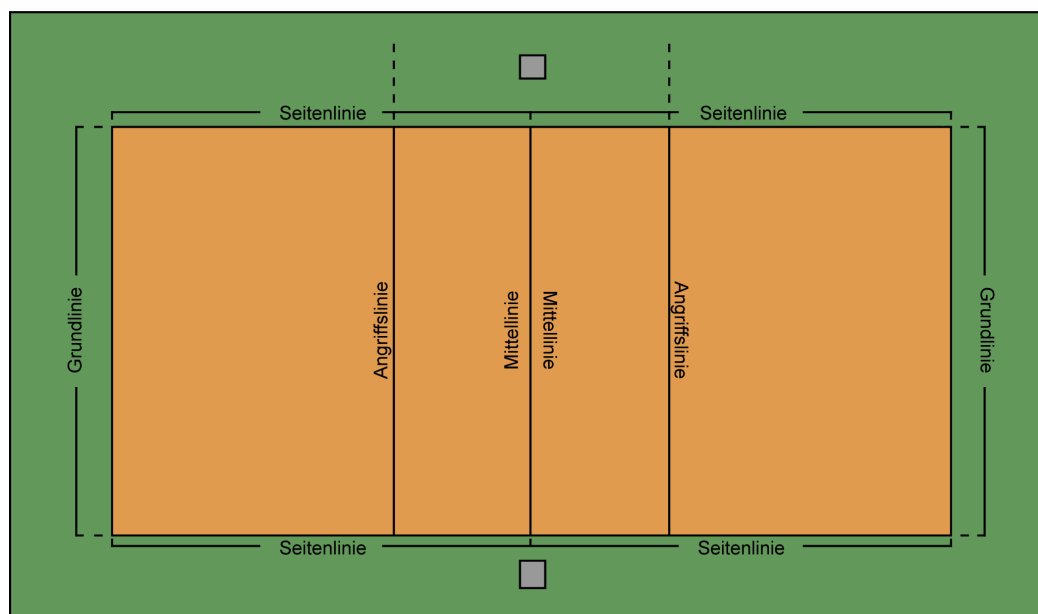 Seitenlinie
Seitenlinie
Grundlinie
Angriffslinie
Mittellinie
Mittellinie
Angriffslinie
Grundlinie
Seitenlinie
Seitenlinie